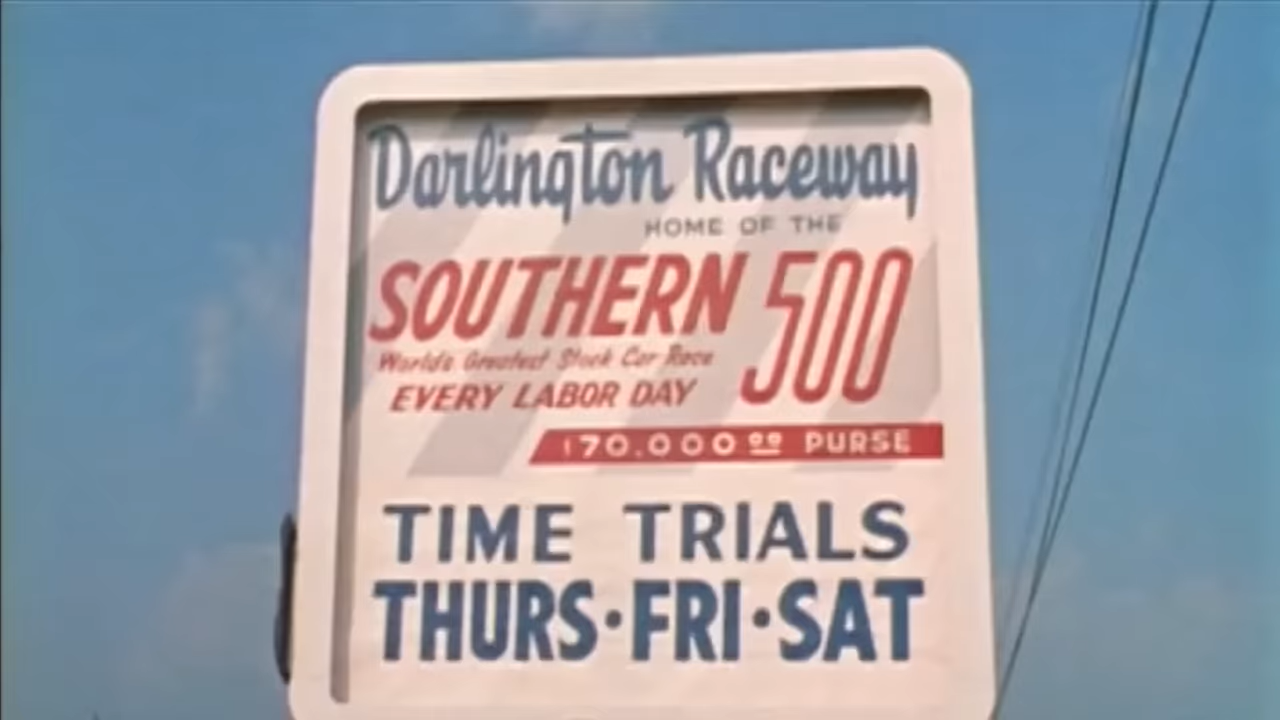 Darlington Raceway
HOME OF THE
SOUTHERN 500
World's Greatest Stock Car Race
EVERY LABOR DAY
$70,000.00 PURSE
TIME TRIALS
THURS·FRI·SAT